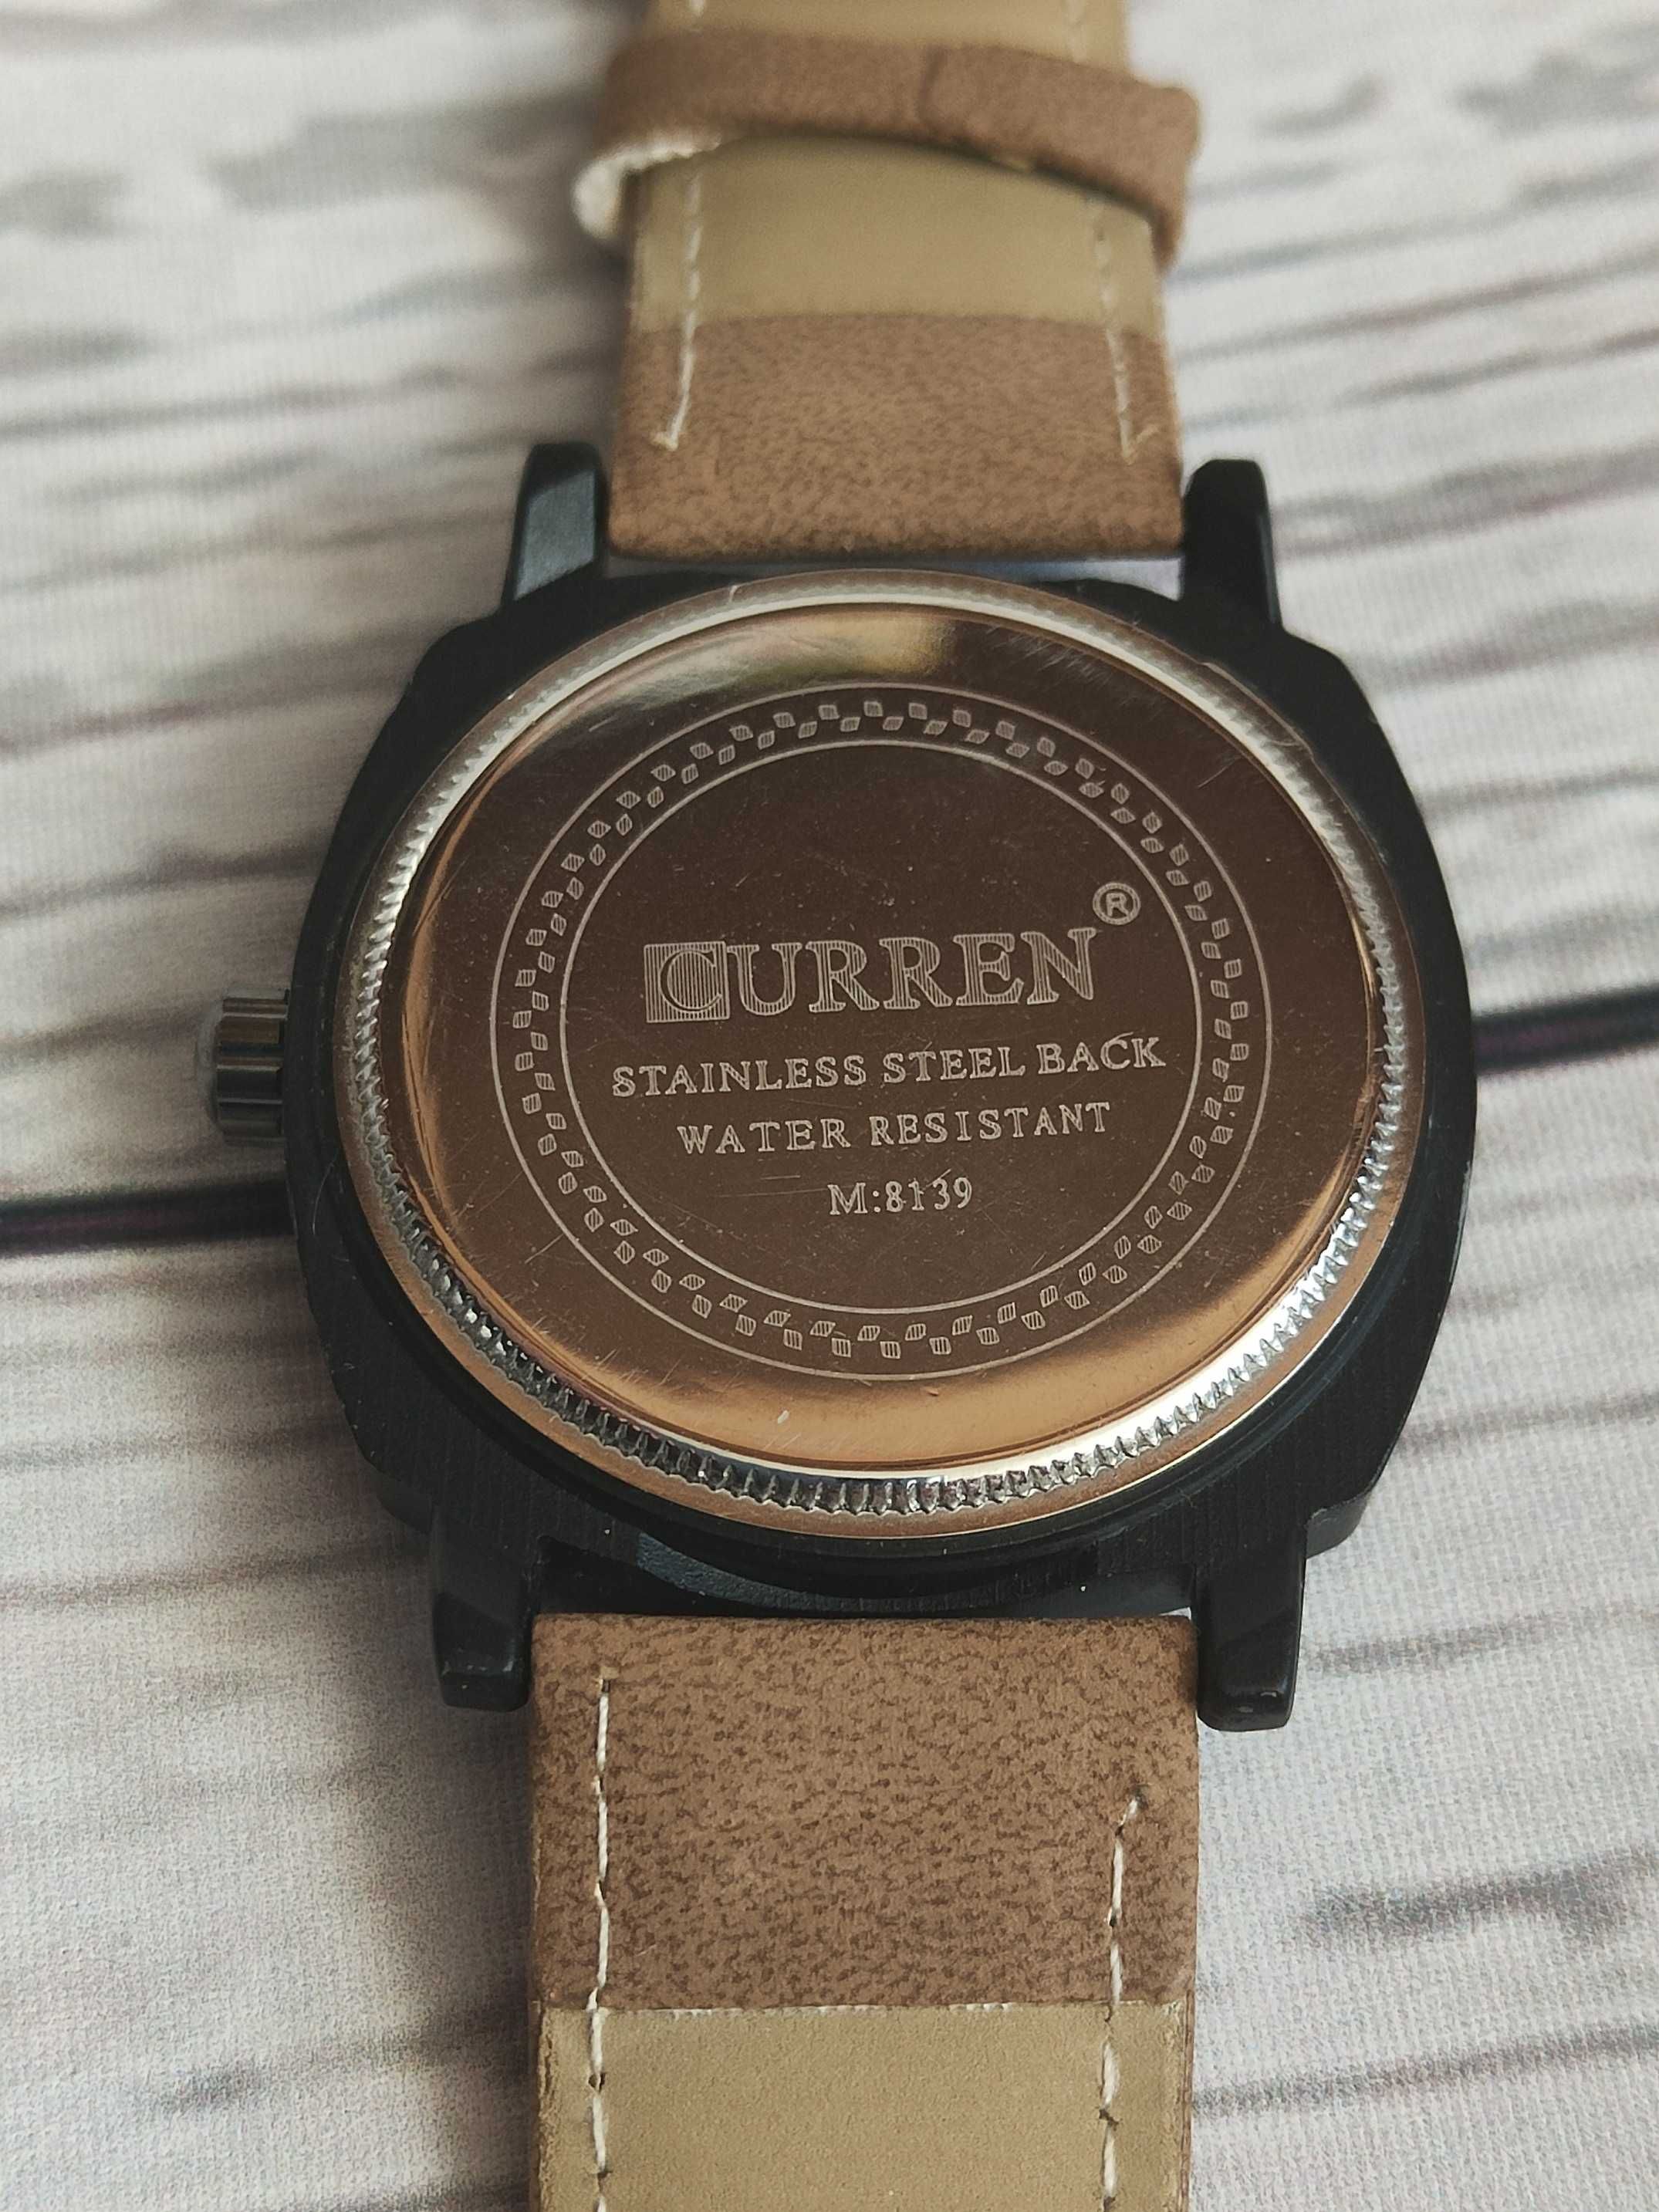 CURREN®
STAINLESS STEEL BACK
WATER RESISTANT
M:8139